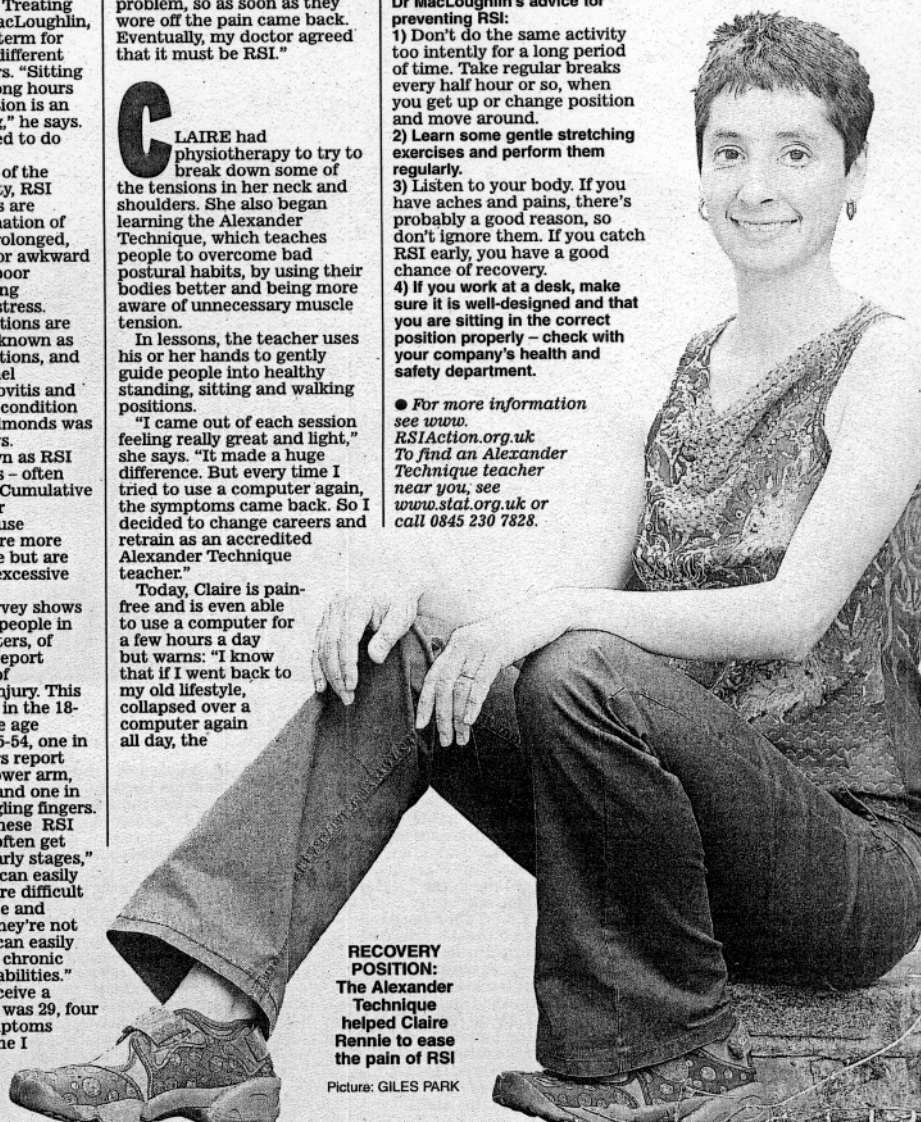 Treating
acLoughlin,
term for
different
rs. “Sitting
ong hours
ion is an
g,” he says.
ed to do
of the
ty, RSI
s are
nation of
rolonged,
or awkward
poor
ng
stress.
tions are
known as
tions, and
el
ovitis and
condition
lmonds was
rs.
n as RSI
s – often
Cumulative
r
use
re more
e but are
excessive
vey shows
people in
ters, of
eport
of
njury. This
in the 18-
e age
5-54, one in
rs report
ower arm,
and one in
gling fingers.
hese RSI
often get
arly stages,”
can easily
re difficult
e and
hey're not
can easily
chronic
abilities.”
ceive a
was 29, four
ptoms
ne I
problem, so as soon as they
wore off the pain came back.
Eventually, my doctor agreed
that it must be RSI.”
CLAIRE had
physiotherapy to try to
break down some of
the tensions in her neck and
shoulders. She also began
learning the Alexander
Technique, which teaches
people to overcome bad
postural habits, by using their
bodies better and being more
aware of unnecessary muscle
tension.
In lessons, the teacher uses
his or her hands to gently
guide people into healthy
standing, sitting and walking
positions.
“I came out of each session
feeling really great and light,”
she says. “It made a huge
difference. But every time I
tried to use a computer again,
the symptoms came back. So I
decided to change careers and
retrain as an accredited
Alexander Technique
teacher.”
Today, Claire is pain-
free and is even able
to use a computer for
a few hours a day
but warns: “I know
that if I went back to
my old lifestyle,
collapsed over a
computer again
all day, the
Dr MacLoughlin's advice for
preventing RSI:
1) Don't do the same activity
too intently for a long period
of time. Take regular breaks
every half hour or so, when
you get up or change position
and move around.
2) Learn some gentle stretching
exercises and perform them
regularly.
3) Listen to your body. If you
have aches and pains, there's
probably a good reason, so
don't ignore them. If you catch
RSI early, you have a good
chance of recovery.
4) If you work at a desk, make
sure it is well-designed and that
you are sitting in the correct
position properly – check with
your company's health and
safety department.
● For more information
see www.
RSIAction.org.uk
To find an Alexander
Technique teacher
near you, see
www.stat.org.uk or
call 0845 230 7828.
RECOVERY
POSITION:
The Alexander
Technique
helped Claire
Rennie to ease
the pain of RSI
Picture: GILES PARK